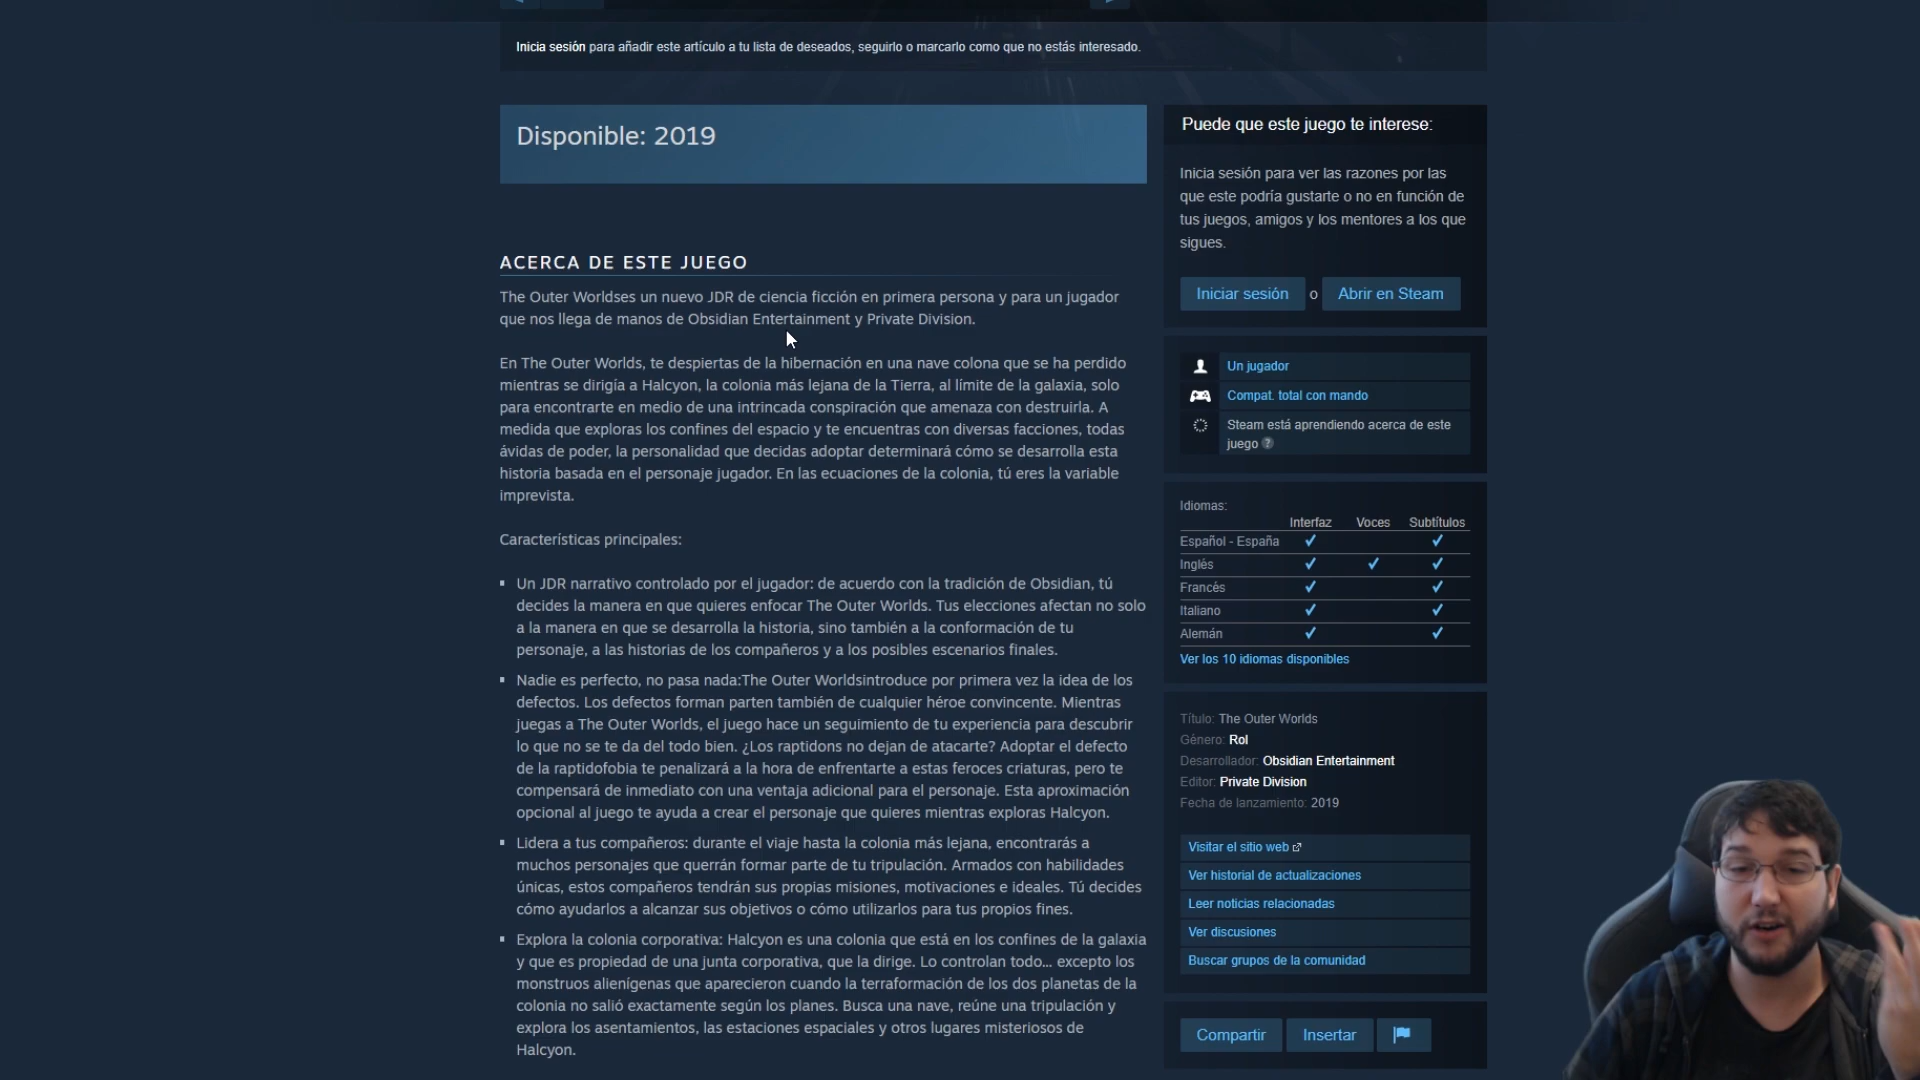 Inicia sesión para añadir este artículo a tu lista de deseados, seguirlo o marcarlo como que no estás interesado.
Disponible: 2019
ACERCA DE ESTE JUEGO
The Outer Worldses un nuevo JDR de ciencia ficción en primera persona y para un jugador
que nos llega de manos de Obsidian Entertainment y Private Division.
En The Outer Worlds, te despiertas de la hibernación en una nave colona que se ha perdido
mientras se dirigía a Halcyon, la colonia más lejana de la Tierra, al límite de la galaxia, solo
para encontrarte en medio de una intrincada conspiración que amenaza con destruirla. A
medida que exploras los confines del espacio y te encuentras con diversas facciones, todas
ávidas de poder, la personalidad que decidas adoptar determinará cómo se desarrolla esta
historia basada en el personaje jugador. En las ecuaciones de la colonia, tú eres la variable
imprevista.
Características principales:
Un JDR narrativo controlado por el jugador: de acuerdo con la tradición de Obsidian, tú
decides la manera en que quieres enfocar The Outer Worlds. Tus elecciones afectan no solo
a la manera en que se desarrolla la historia, sino también a la conformación de tu
personaje, a las historias de los compañeros y a los posibles escenarios finales.
Nadie es perfecto, no pasa nada:The Outer Worldsintroduce por primera vez la idea de los
defectos. Los defectos forman parten también de cualquier héroe convincente. Mientras
juegas a The Outer Worlds, el juego hace un seguimiento de tu experiencia para descubrir
lo que no se te da del todo bien. ¿Los raptidons no dejan de atacarte? Adoptar el defecto
de la raptidofobia te penalizará a la hora de enfrentarte a estas feroces criaturas, pero te
compensará de inmediato con una ventaja adicional para el personaje. Esta aproximación
opcional al juego te ayuda a crear el personaje que quieres mientras exploras Halcyon.
Lidera a tus compañeros: durante el viaje hasta la colonia más lejana, encontrarás a
muchos personajes que querrán formar parte de tu tripulación. Armados con habilidades
únicas, estos compañeros tendrán sus propias misiones, motivaciones e ideales. Tú decides
cómo ayudarlos a alcanzar sus objetivos o cómo utilizarlos para tus propios fines.
Explora la colonia corporativa: Halcyon es una colonia que está en los confines de la galaxia
y que es propiedad de una junta corporativa, que la dirige. Lo controlan todo... excepto los
monstruos alienígenas que aparecieron cuando la terraformación de los dos planetas de la
colonia no salió exactamente según los planes. Busca una nave, reúne una tripulación y
explora los asentamientos, las estaciones espaciales y otros lugares misteriosos de
Halcyon.
Puede que este juego te interese:
Inicia sesión para ver las razones por las
que este podría gustarte o no en función de
tus juegos, amigos y los mentores a los que
sigues.
Iniciar sesión o Abrir en Steam
Un jugador
Compat. total con mando
Steam está aprendiendo acerca de este
juego ?
Idiomas:
Interfaz Voces Subtítulos
Español - España
Inglés
Francés
Italiano
Alemán
Ver los 10 idiomas disponibles
Título: The Outer Worlds
Género: Rol
Desarrollador: Obsidian Entertainment
Editor: Private Division
Fecha de lanzamiento: 2019
Visitar el sitio web
Ver historial de actualizaciones
Leer noticias relacionadas
Ver discusiones
Buscar grupos de la comunidad
Compartir Insertar